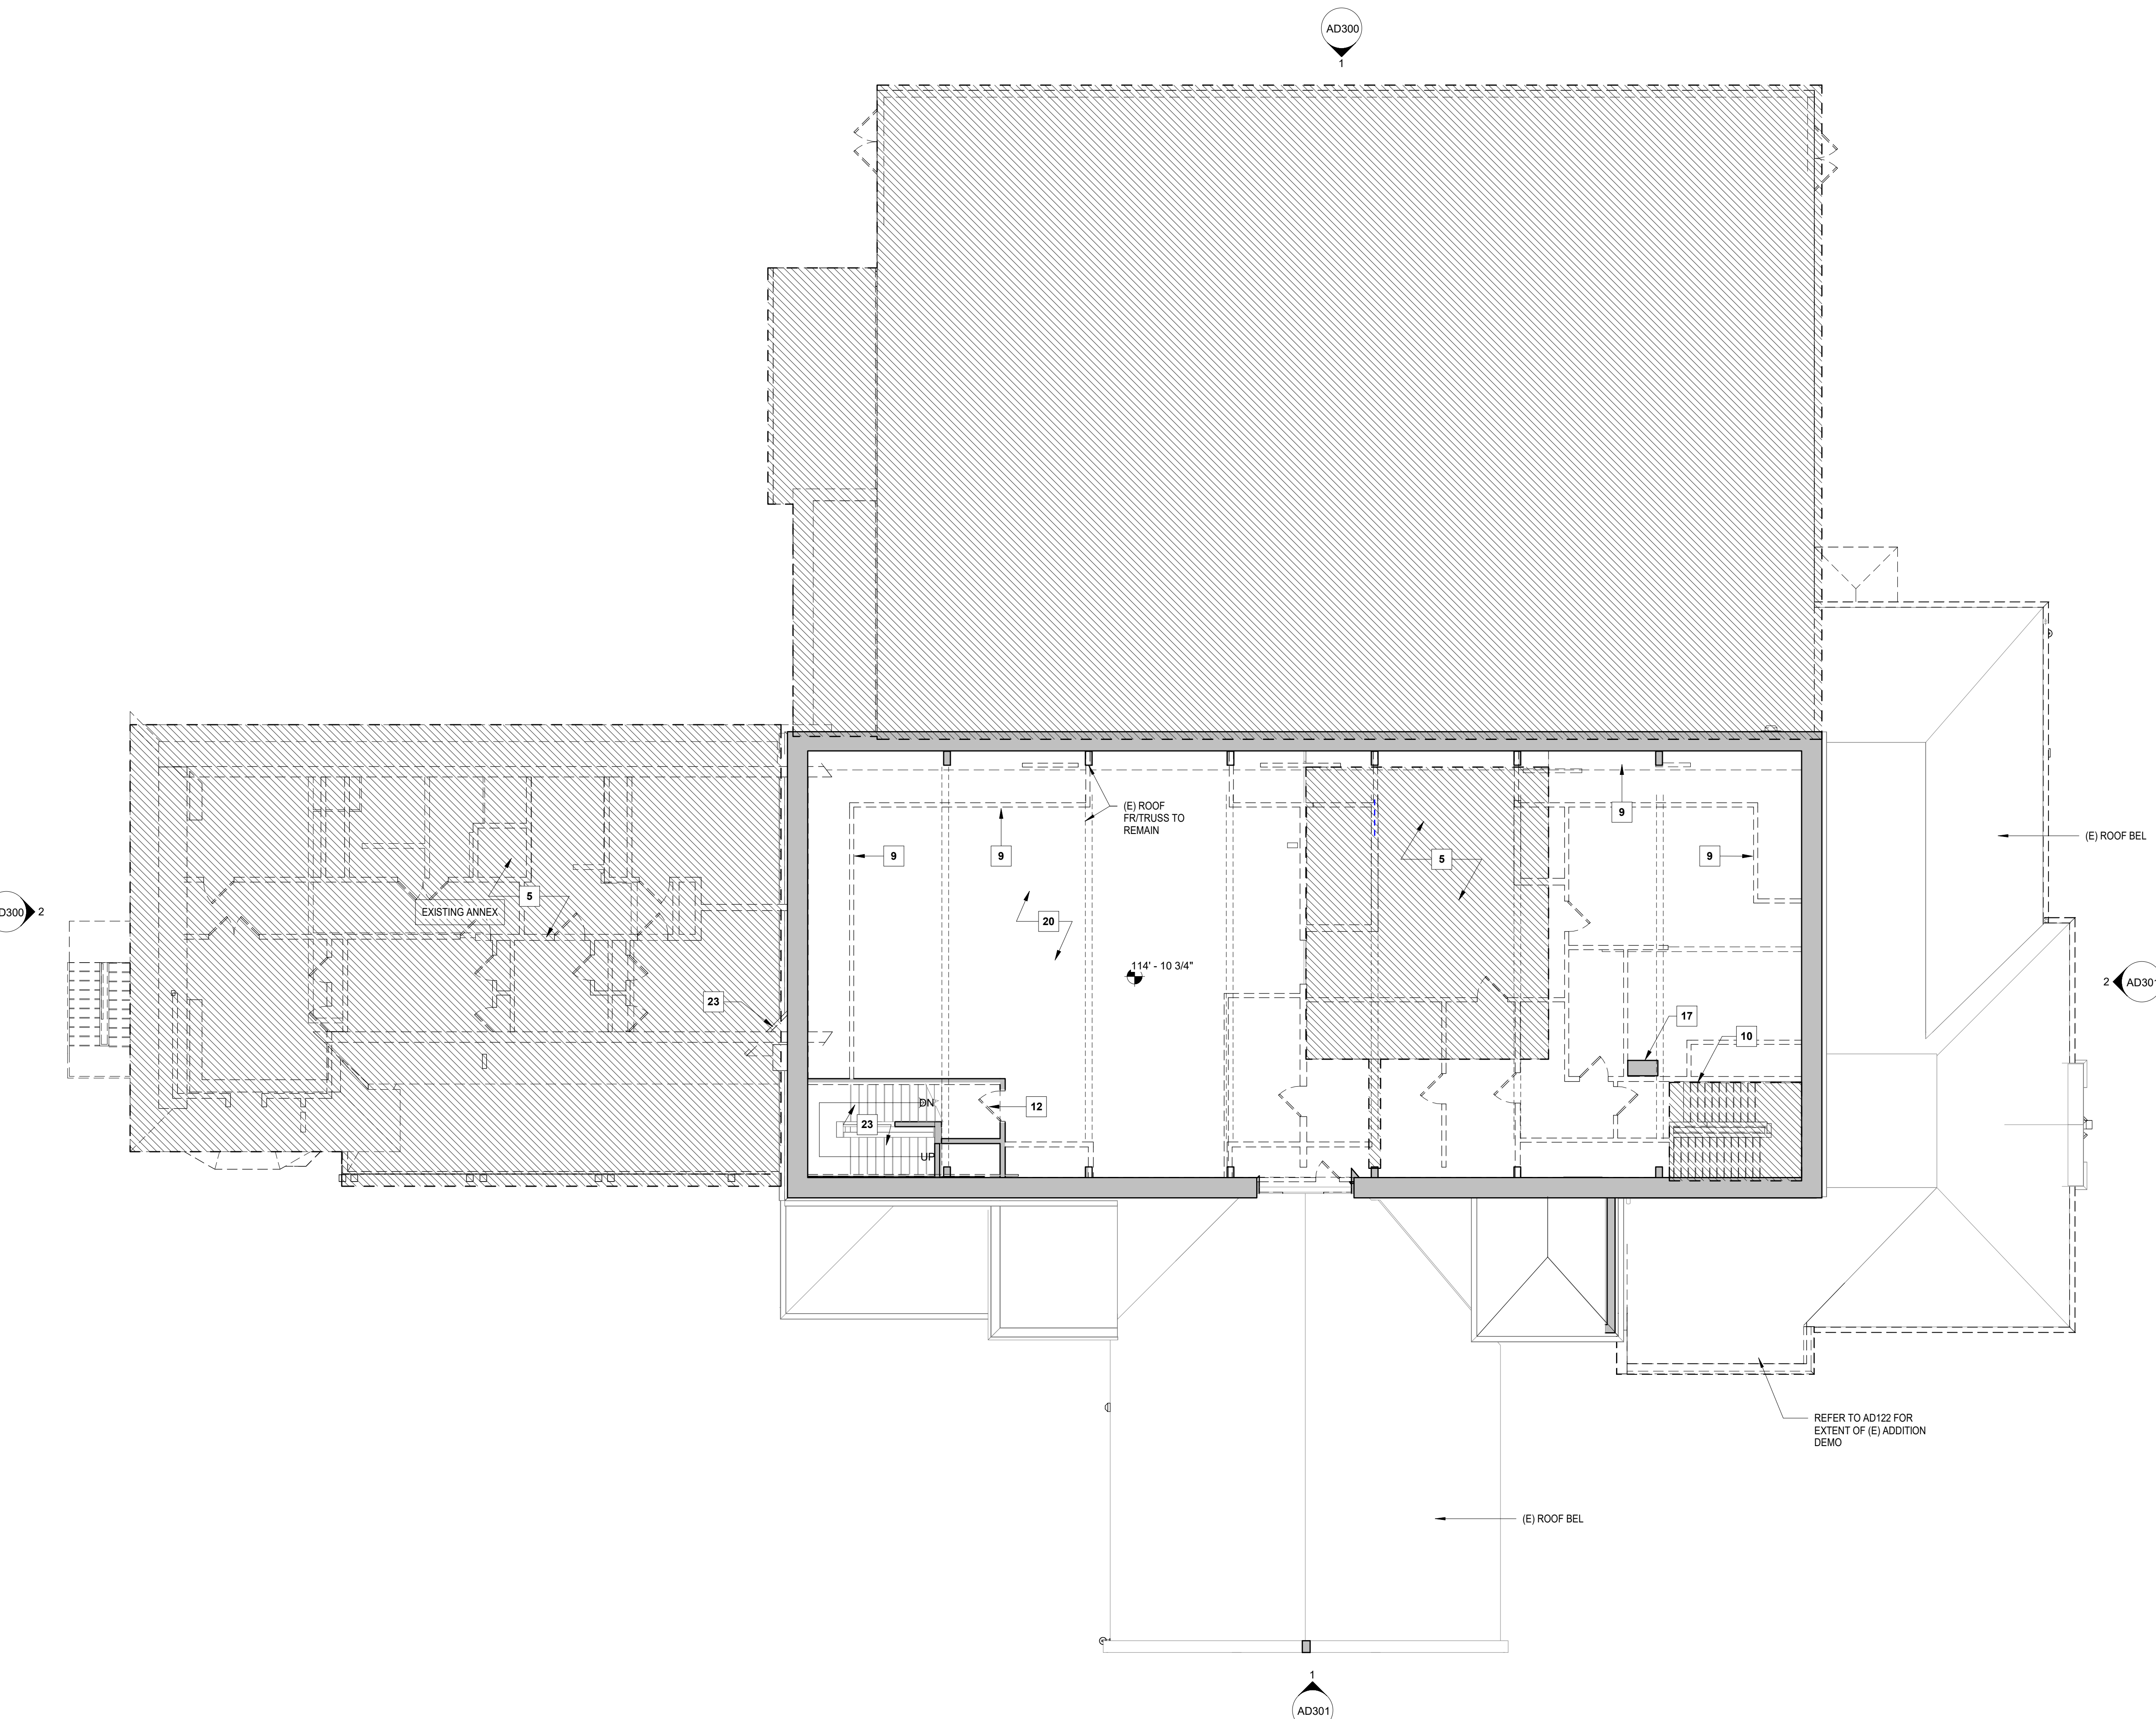 AD300
1
(E) ROOF
FR/TRUSS TO
REMAIN
9
9
9
9
(E) ROOF BEL
5
5
EXISTING ANNEX
D300
2
20
114' - 10 3/4"
2
AD301
23
17
10
DN
12
23
UP
REFER TO AD122 FOR
EXTENT OF (E) ADDITION
DEMO
(E) ROOF BEL
1
AD301